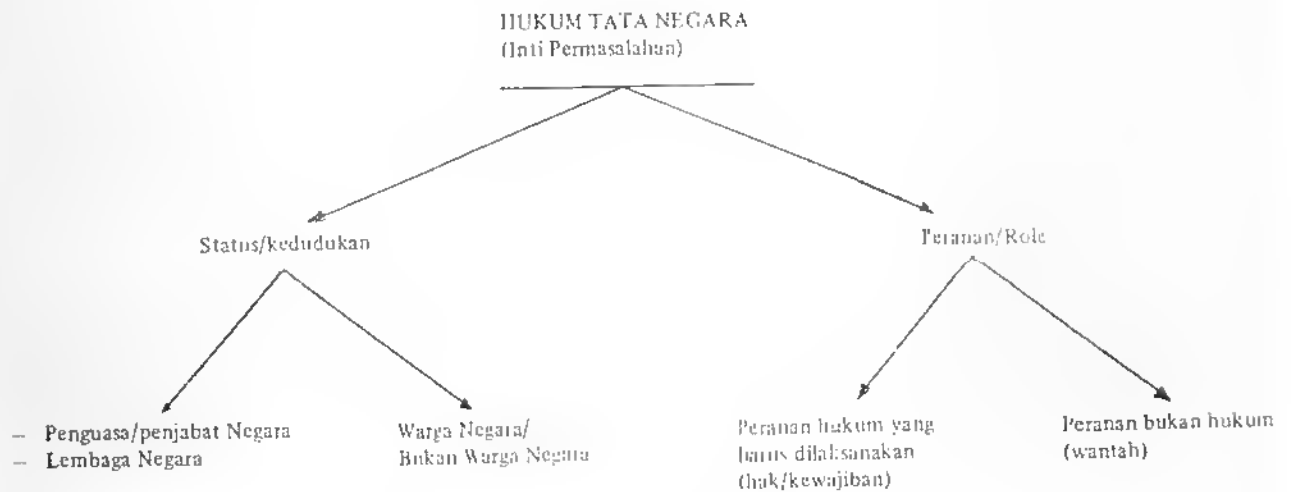 HUKUM TATA NEGARA
(Inti Permasalahan)
Status/kedudukan
Peranan/Role
– Penguasa/penjabat Negara
– Lembaga Negara
Warga Negara/
Bukan Warga Negara
Peranan hukum yang
harus dilaksanakan
(hak/kewajiban)
Peranan bukan hukum
(wantah)